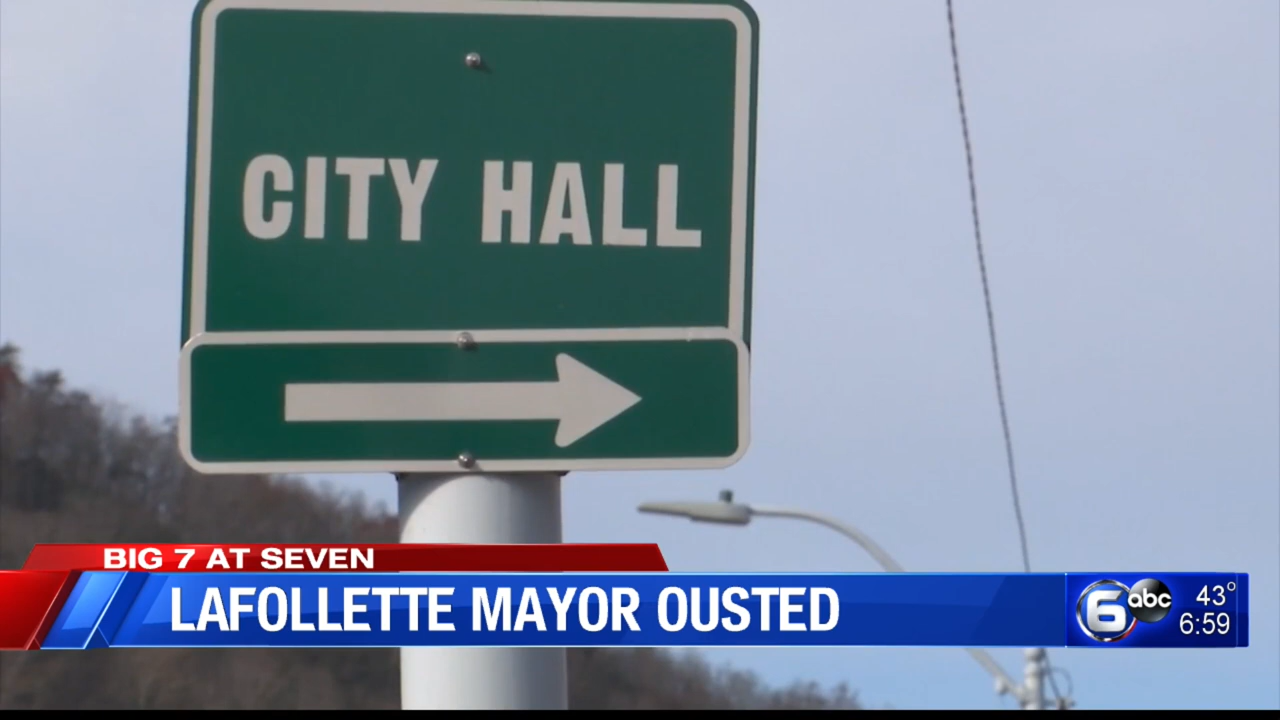 CITY HALL
BIG 7 AT SEVEN
LAFOLLETTE MAYOR OUSTED
6 abc
43°
6:59